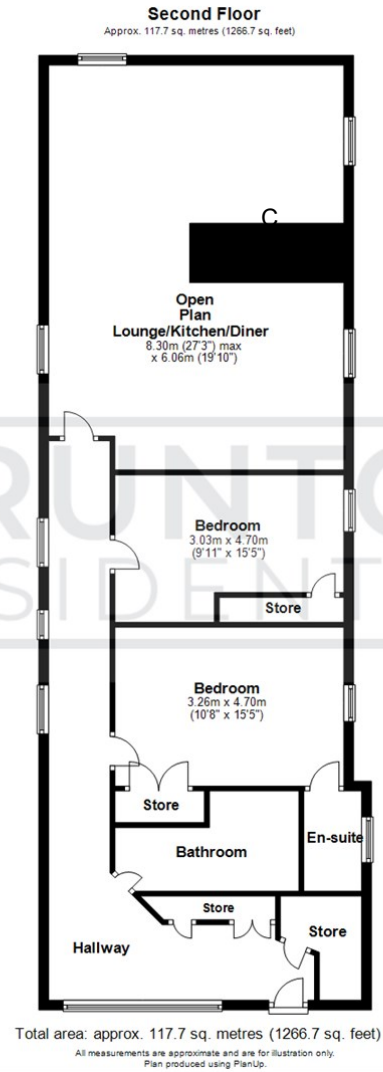 Second Floor
Approx. 117.7 sq. metres (1266.7 sq. feet)
C
Open
Plan
Lounge/Kitchen/Diner
8.30m (27'3") max
x 6.06m (19'10")
RUNTO
Bedroom
3.03m x 4.70m
(9'11" x 15'5")
SIDENT
Store
Bedroom
3.26m x 4.70m
(10'8" x 15'5")
Store
En-suite
Bathroom
Store
Store
Hallway
Total area: approx. 117.7 sq. metres (1266.7 sq. feet)
All measurements are approximate and are for illustration only.
Plan produced using PlanUp.